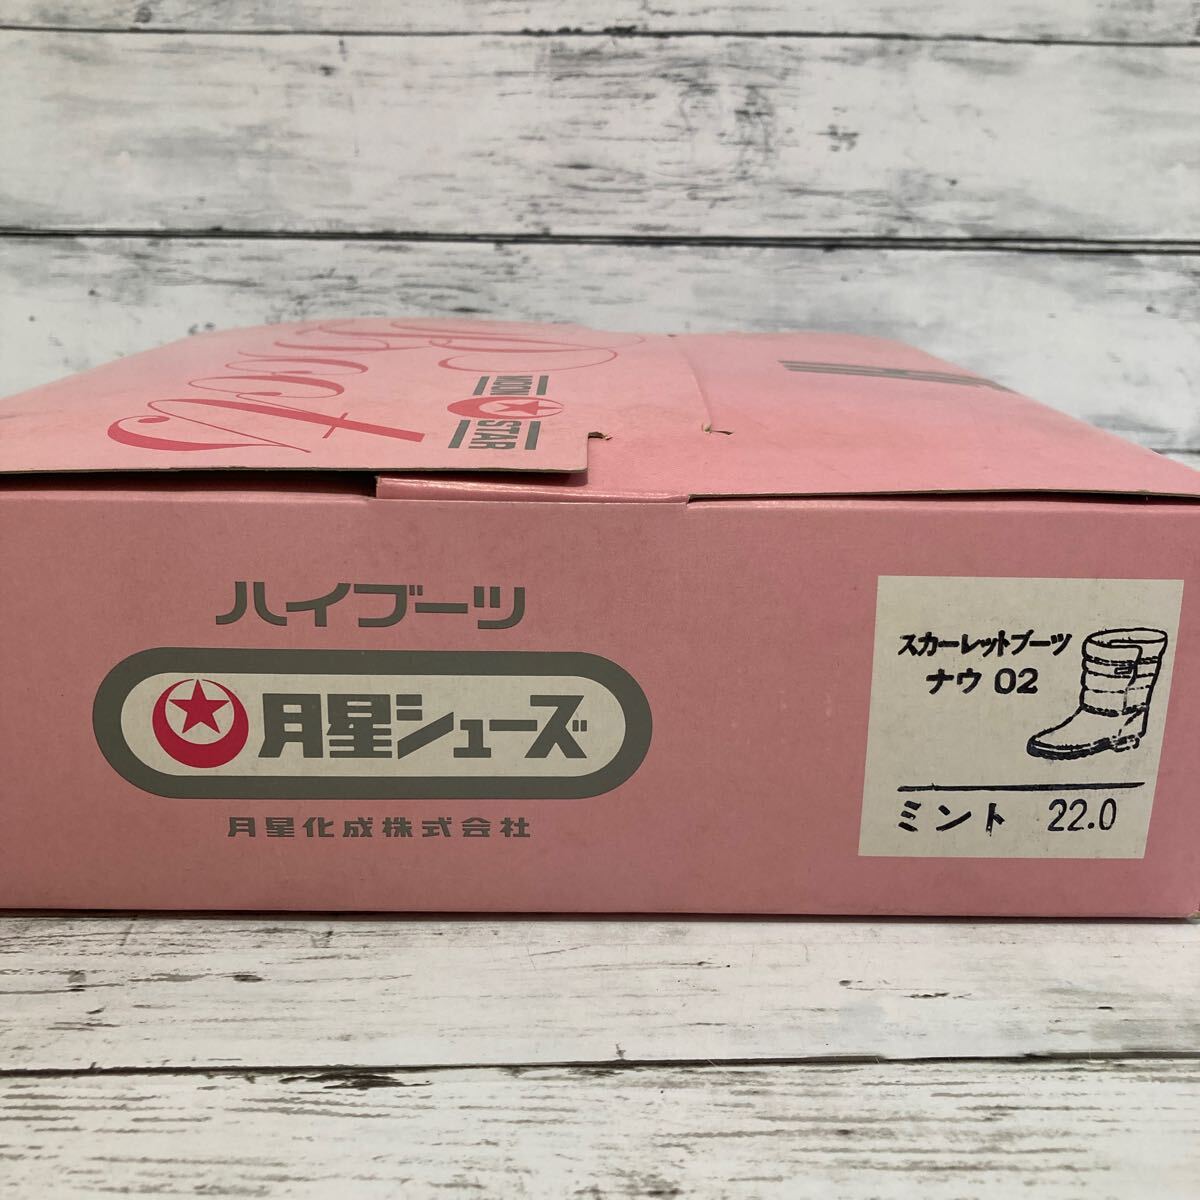 Boots
MOON STAR
ハイブーツ
月星シューズ
月星化成株式会社
スカーレットブーツ
ナウ 02
ミント 22.0